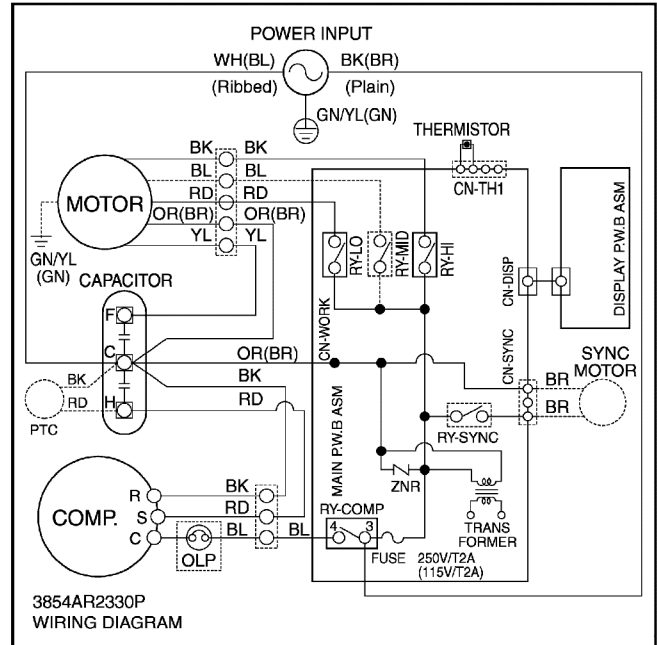 POWER INPUT
WH(BL)
BK(BR)
(Ribbed)
(Plain)
GN/YL(GN)
THERMISTOR
CN-TH1
BK
BK
BL
BL
RD
RD
OR(BR)
OR(BR)
YL
YL
MOTOR
GN/YL
(GN)
CAPACITOR
RY-LO
RY-MID
RY-HI
CN-DISP
DISPLAY P.W.B ASM
F
C
H
CN-WORK
OR(BR)
BK
RD
BK
RD
PTC
CN-SYNC
SYNC
MOTOR
BR
BR
RY-SYNC
MAIN P.W.B ASM
ZNR
TRANS
FORMER
RY-COMP
4
3
FUSE
250V/T2A
(115V/T2A)
COMP.
R
S
C
BK
RD
BL
BL
OLP
3854AR2330P
WIRING DIAGRAM